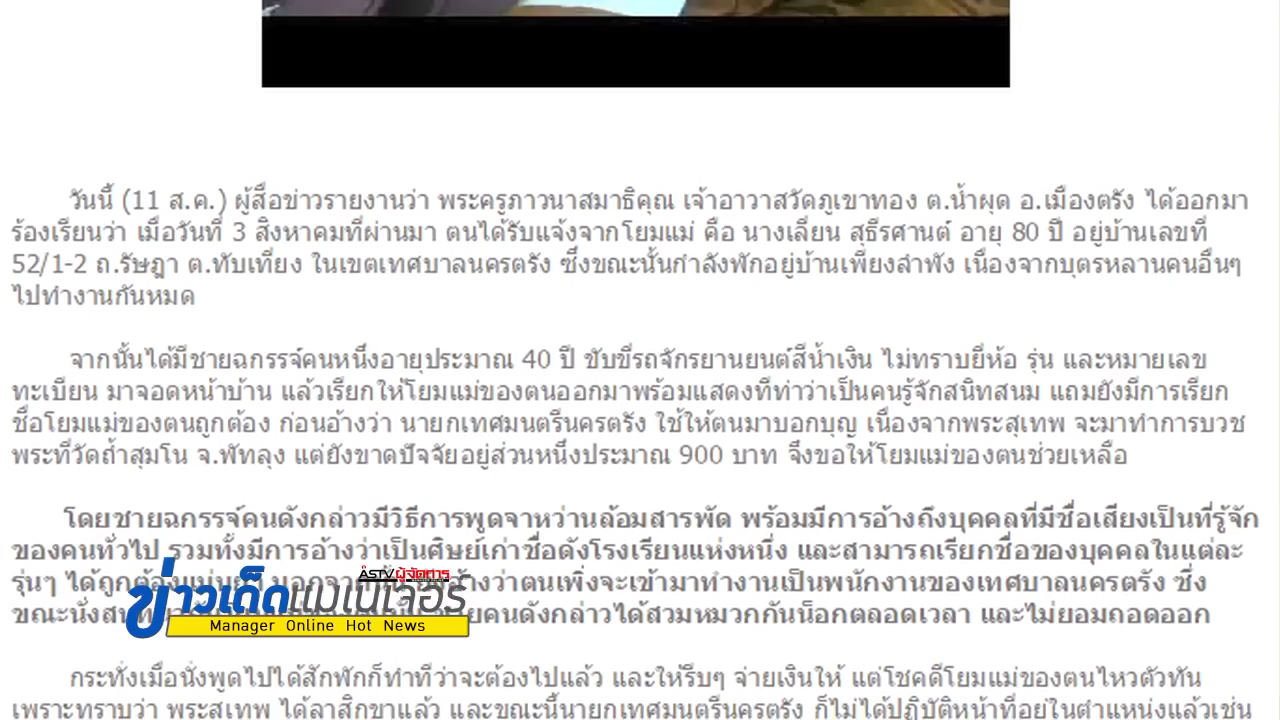 วันนี้ (11 ส.ค.) ผู้สื่อข่าวรายงานว่า พระครูภาวนาสมาธิคุณ เจ้าอาวาสวัดภูเขาทอง ต.น้ำผุด อ.เมืองตรัง ได้ออกมา
ร้องเรียนว่า เมื่อวันที่ 3 สิงหาคมที่ผ่านมา ตนได้รับแจ้งจากโยมแม่ คือ นางเลี่ยน สุธีรศานต์ อายุ 80 ปี อยู่บ้านเลขที่
52/1-2 ถ.รัษฎา ต.ทับเที่ยง ในเขตเทศบาลนครตรัง ซึ่งขณะนั้นกำลังพักอยู่บ้านเพียงลำพัง เนื่องจากบุตรหลานคนอื่นๆ
ไปทำงานกันหมด
จากนั้นได้มีชายฉกรรจ์คนหนึ่งอายุประมาณ 40 ปี ขับขี่รถจักรยานยนต์สีน้ำเงิน ไม่ทราบยี่ห้อ รุ่น และหมายเลข
ทะเบียน มาจอดหน้าบ้าน แล้วเรียกให้โยมแม่ของตนออกมาพร้อมแสดงทีท่าว่าเป็นคนรู้จักสนิทสนม แถมยังมีการเรียก
ชื่อโยมแม่ของตนถูกต้อง ก่อนอ้างว่า นายกเทศมนตรีนครตรัง ใช้ให้ตนมาบอกบุญ เนื่องจากพระสุเทพ จะมาทำการบวช
พระที่วัดถ้ำสุมโน จ.พัทลุง แต่ยังขาดปัจจัยอยู่ส่วนหนึ่งประมาณ 900 บาท จึงขอให้โยมแม่ของตนช่วยเหลือ
โดยชายฉกรรจ์คนดังกล่าวมีวิธีการพูดจาหว่านล้อมสารพัด พร้อมมีการอ้างถึงบุคคลที่มีชื่อเสียงเป็นที่รู้จัก
ของคนทั่วไป รวมทั้งมีการอ้างว่าเป็นศิษย์เก่าชื่อดังโรงเรียนแห่งหนึ่ง และสามารถเรียกชื่อของบุคคลในแต่ละ
รุ่นๆ ได้ถูกต้องแม่นยำ นอกจากนั้น ยังอ้างว่าตนเพิ่งจะเข้ามาทำงานเป็นพนักงานของเทศบาลนครตรัง ซึ่ง
ขณะนั่งสนทนา คนดังกล่าวได้สวมหมวกกันน็อกตลอดเวลา และไม่ยอมถอดออก
ASTVผู้จัดการ
ข่าวเด็ดแมเนเจอร์
Manager Online Hot News
กระทั่งเมื่อนั่งพูดไปได้สักพักก็ทำทีว่าจะต้องไปแล้ว และให้รีบๆ จ่ายเงินให้ แต่โชคดีโยมแม่ของตนไหวตัวทัน
เพราะทราบว่า พระสุเทพ ได้ลาสิกขาแล้ว และขณะนี้นายกเทศมนตรีนครตรัง ก็ไม่ได้ปฏิบัติหน้าที่อยู่ในตำแหน่งแล้วเช่น